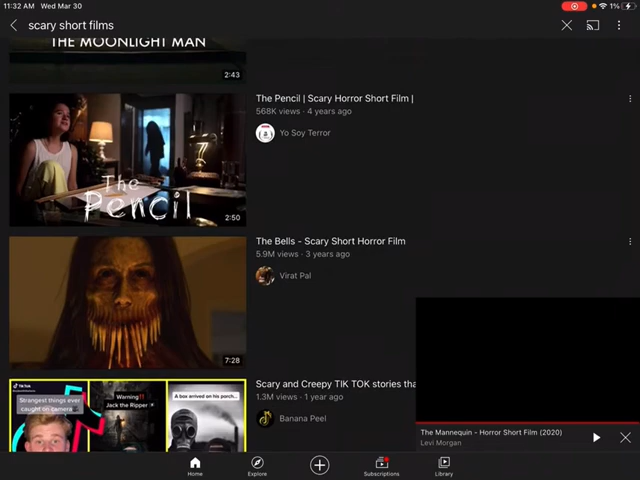 11:32 AM Wed Mar 30
1%
scary short films
THE MOONLIGHT MAN
2:43
The Pencil | Scary Horror Short Film |
568K views · 4 years ago
Yo Soy Terror
The
Pencil
2:50
The Bells - Scary Short Horror Film
5.9M views · 3 years ago
Virat Pal
7:28
Scary and Creepy TIK TOK stories tha
1.3M views · 1 year ago
Banana Peel
TikTok
Strangest things ever
caught on camera
Warning!!
Jack the Ripper
A box arrived on his porch...
The Mannequin - Horror Short Film (2020)
Levi Morgan
Home
Explore
Subscriptions
Library